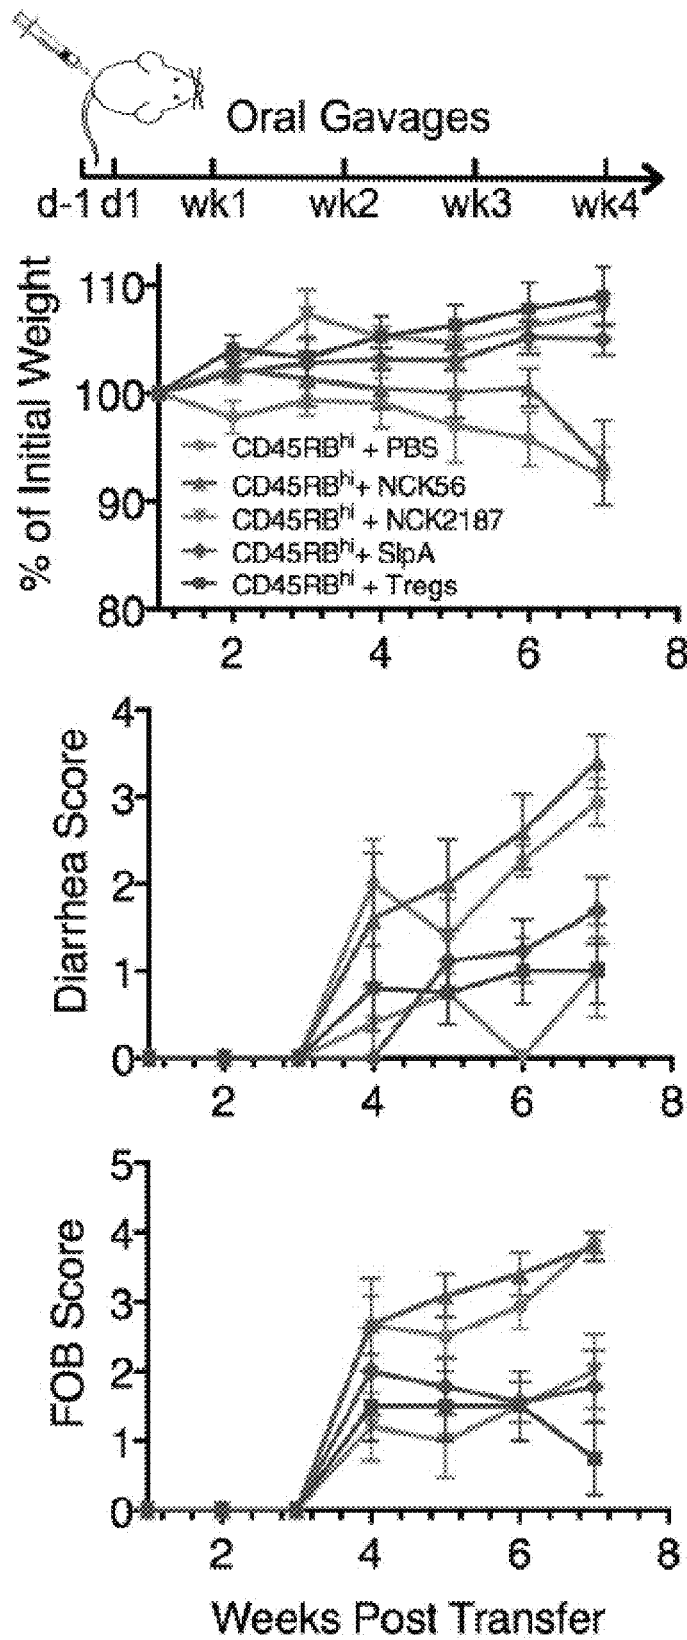 Oral Gavages
d-1 d1 wk1 wk2 wk3 wk4
% of Initial Weight
110
100
90
80
CD45RBhi + PBS
CD45RBhi+ NCK56
CD45RBhi + NCK2187
CD45RBhi+ SlpA
CD45RBhi + Tregs
2 4 6 8
Diarrhea Score
4
3
2
1
0
2 4 6 8
FOB Score
5
4
3
2
1
0
2 4 6 8
Weeks Post Transfer